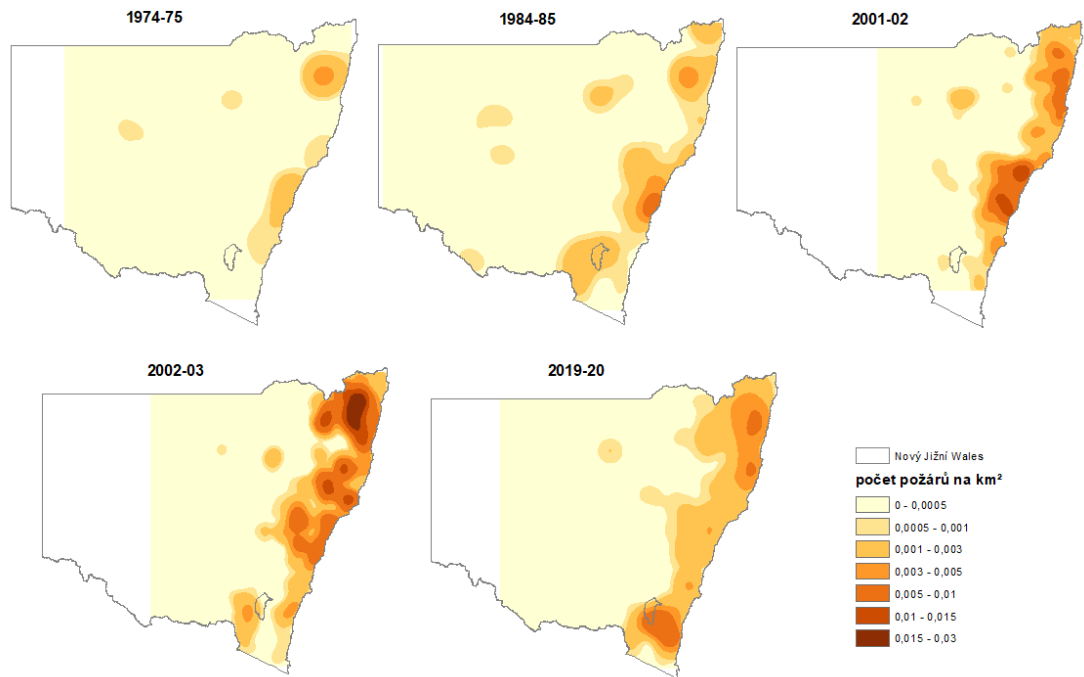 1974-75
1984-85
2001-02
2002-03
2019-20
Nový Jižní Wales
počet požárů na km²
0 - 0,0005
0,0005 - 0,001
0,001 - 0,003
0,003 - 0,005
0,005 - 0,01
0,01 - 0,015
0,015 - 0,03